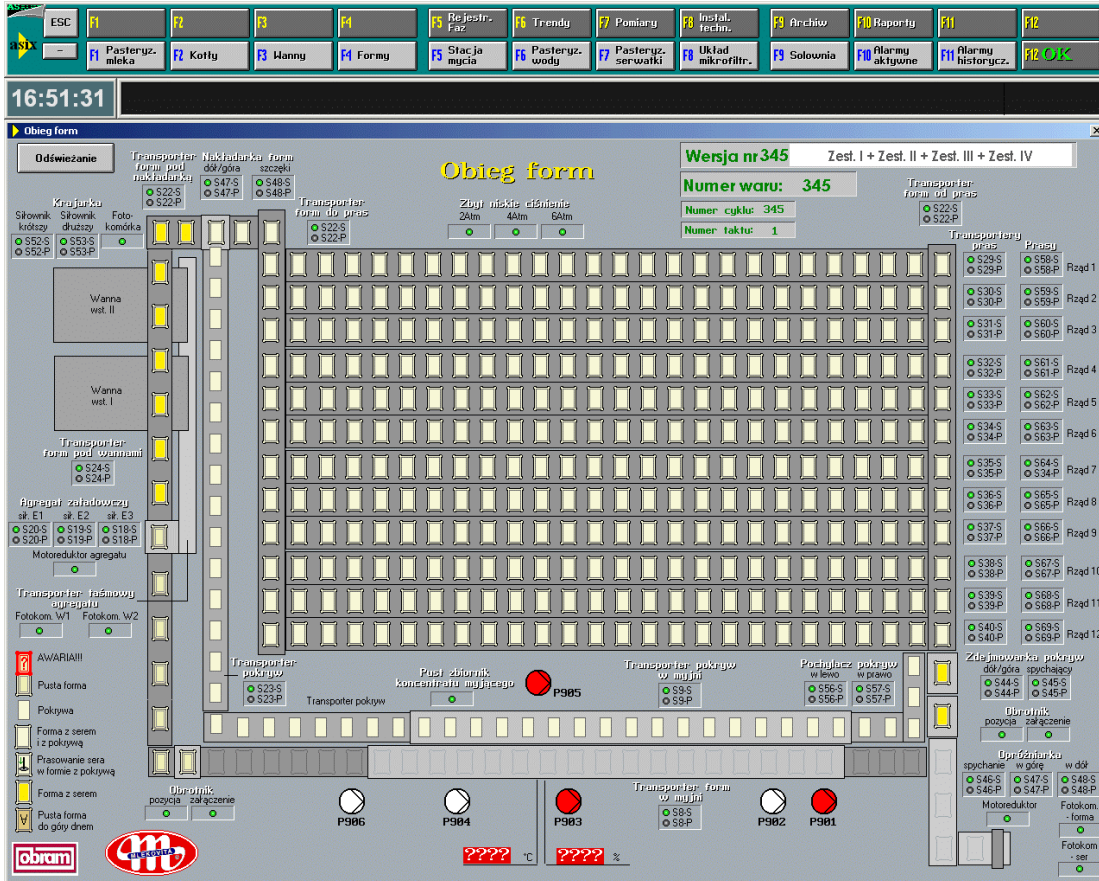 asix
ESC
F1
F2
F3
F4
F5 Rejestr. Faz
F6 Trendy
F7 Pomiary
F8 Instal. techn.
F9 Archiw
F10 Raporty
F11
F12
-
F1 Pasteryz. mleka
F2 Kotły
F3 Wanny
F4 Formy
F5 Stacja mycia
F6 Pasteryz. wody
F7 Pasteryz. serwatki
F8 Układ mikrofiltr.
F9 Solownia
F10 Alarmy aktywne
F11 Alarmy historycz.
F12 OK
16:51:31
Obieg form
Odświeżanie
Transporter
form pod
nakładarką
S22-S
S22-P
Nakładarka form
dół/góra
szczęki
S47-S
S47-P
S48-S
S48-P
Obieg form
Wersja nr 345
Zest. I + Zest. II + Zest. III + Zest. IV
Numer waru: 345
Numer cyklu: 345
Numer taktu: 1
Transporter
form od pras
S22-S
S22-P
Krajarka
Siłownik
krótszy
Siłownik
dłuższy
Foto-
komórka
S52-S
S52-P
S53-S
S53-P
Transporter
form do pras
S22-S
S22-P
Zbyt niskie ciśnienie
2Atm
4Atm
6Atm
Transportery
pras
Prasy
S29-S
S29-P
S58-S
S58-P
Rząd 1
S30-S
S30-P
S59-S
S59-P
Rząd 2
S31-S
S31-P
S60-S
S60-P
Rząd 3
S32-S
S32-P
S61-S
S61-P
Rząd 4
S33-S
S33-P
S62-S
S62-P
Rząd 5
S34-S
S34-P
S63-S
S63-P
Rząd 6
S35-S
S35-P
S64-S
S34-P
Rząd 7
S36-S
S36-P
S65-S
S65-P
Rząd 8
S37-S
S37-P
S66-S
S66-P
Rząd 9
S38-S
S38-P
S67-S
S67-P
Rząd 10
S39-S
S39-P
S68-S
S68-P
Rząd 11
S40-S
S40-P
S69-S
S69-P
Rząd 12
Wanna
wst. II
Wanna
wst. I
Transporter
form pod wannami
S24-S
S24-P
Agregat załadowczy
sił. E1
sił. E2
sił. E3
S20-S
S20-P
S19-S
S19-P
S18-S
S18-P
Motoreduktor agregatu
Transporter taśmowy
agregatu
Fotokom. W1
Fotokom. W2
AWARIA!!!
Pusta forma
Pokrywa
Forma z serem
i z pokrywą
Prasowanie sera
w formie z pokrywą
Forma z serem
Pusta forma
do góry dnem
Transporter
pokryw
S23-S
S23-P
Transporter pokryw
Pust zbiornik
koncentratu myjącego
P905
Transporter pokryw
w myjni
S9-S
S9-P
Pochylacz pokryw
w lewo
w prawo
S56-S
S56-P
S57-S
S57-P
Zdejmowarka pokryw
dół/góra
spychający
S44-S
S44-P
S45-S
S45-P
Obrotnik
pozycja
załączenie
Opróżniarka
spychanie
w górę
w dół
S46-S
S46-P
S47-S
S47-P
S48-S
S48-P
Motoreduktor
Fotokom.
- forma
Fotokom
- ser
Obrotnik
pozycja
załączenie
P906
P904
P903
Transporter form
w myjni
S8-S
S8-P
P902
P901
???? °C
???? %
obram
MLEKOVITA